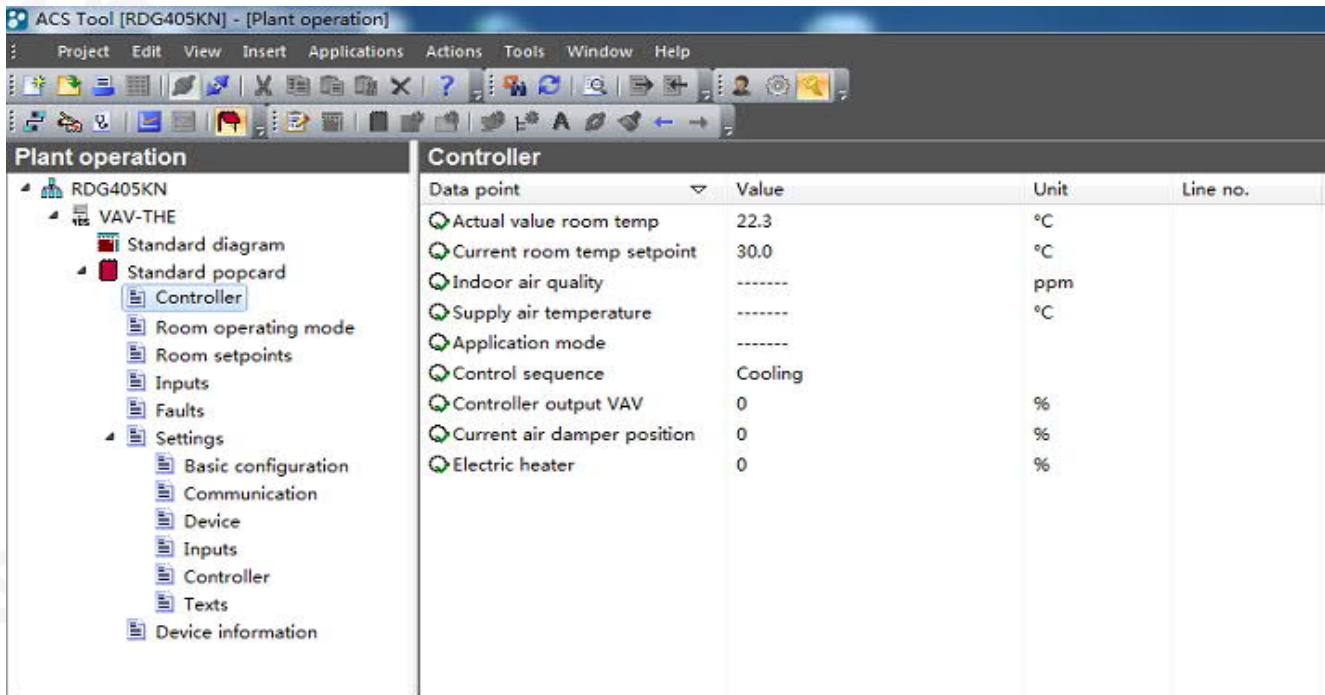 ACS Tool [RDG405KN] - [Plant operation]
Project Edit View Insert Applications Actions Tools Window Help
Plant operation
RDG405KN
VAV-THE
Standard diagram
Standard popcard
Controller
Room operating mode
Room setpoints
Inputs
Faults
Settings
Basic configuration
Communication
Device
Inputs
Controller
Texts
Device information
Controller
Data point Value Unit Line no.
Actual value room temp 22.3 °C
Current room temp setpoint 30.0 °C
Indoor air quality ------- ppm
Supply air temperature ------- °C
Application mode -------
Control sequence Cooling
Controller output VAV 0 %
Current air damper position 0 %
Electric heater 0 %